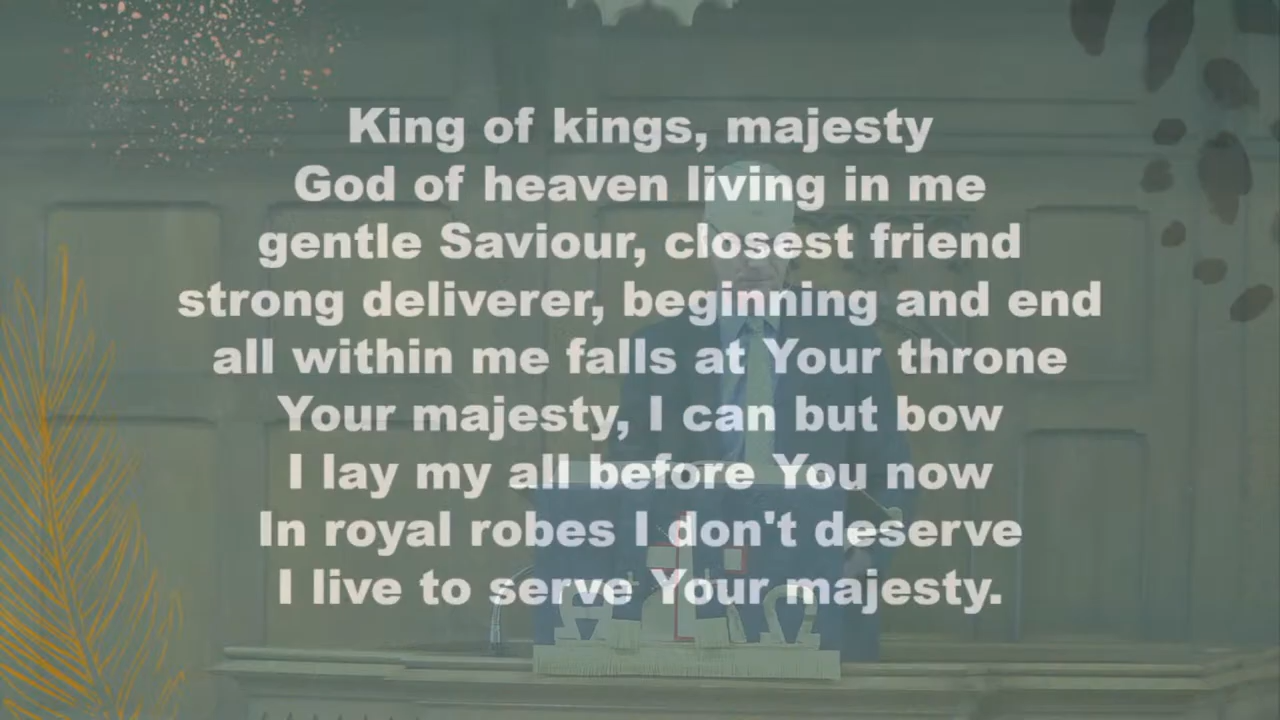 King of kings, majesty
God of heaven living in me
gentle Saviour, closest friend
strong deliverer, beginning and end
all within me falls at Your throne
Your majesty, I can but bow
I lay my all before You now
In royal robes I don't deserve
I live to serve Your majesty.